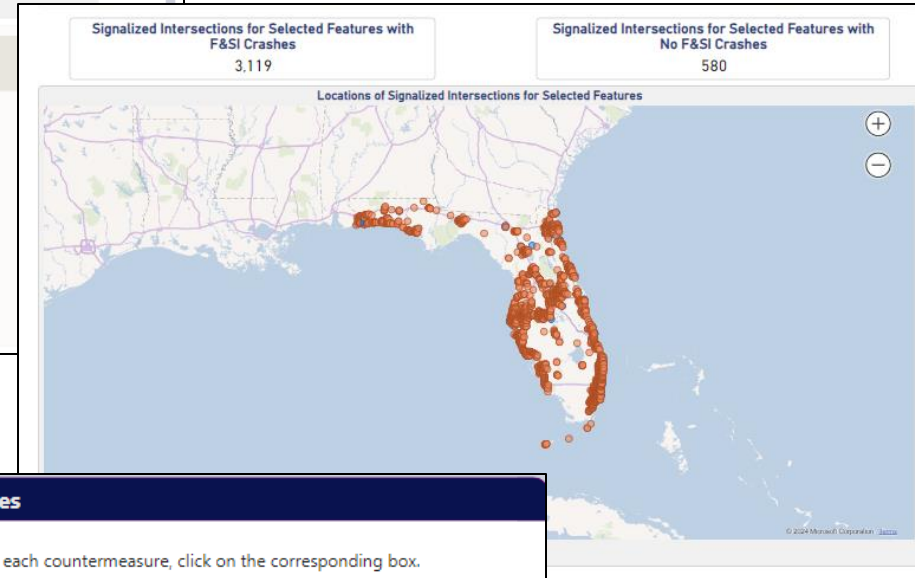 Signalized Intersections for Selected Features with
F&SI Crashes
3,119
Signalized Intersections for Selected Features with
No F&SI Crashes
580
Locations of Signalized Intersections for Selected Features
© 2024 Microsoft Corporation Terms
es
each countermeasure, click on the corresponding box.